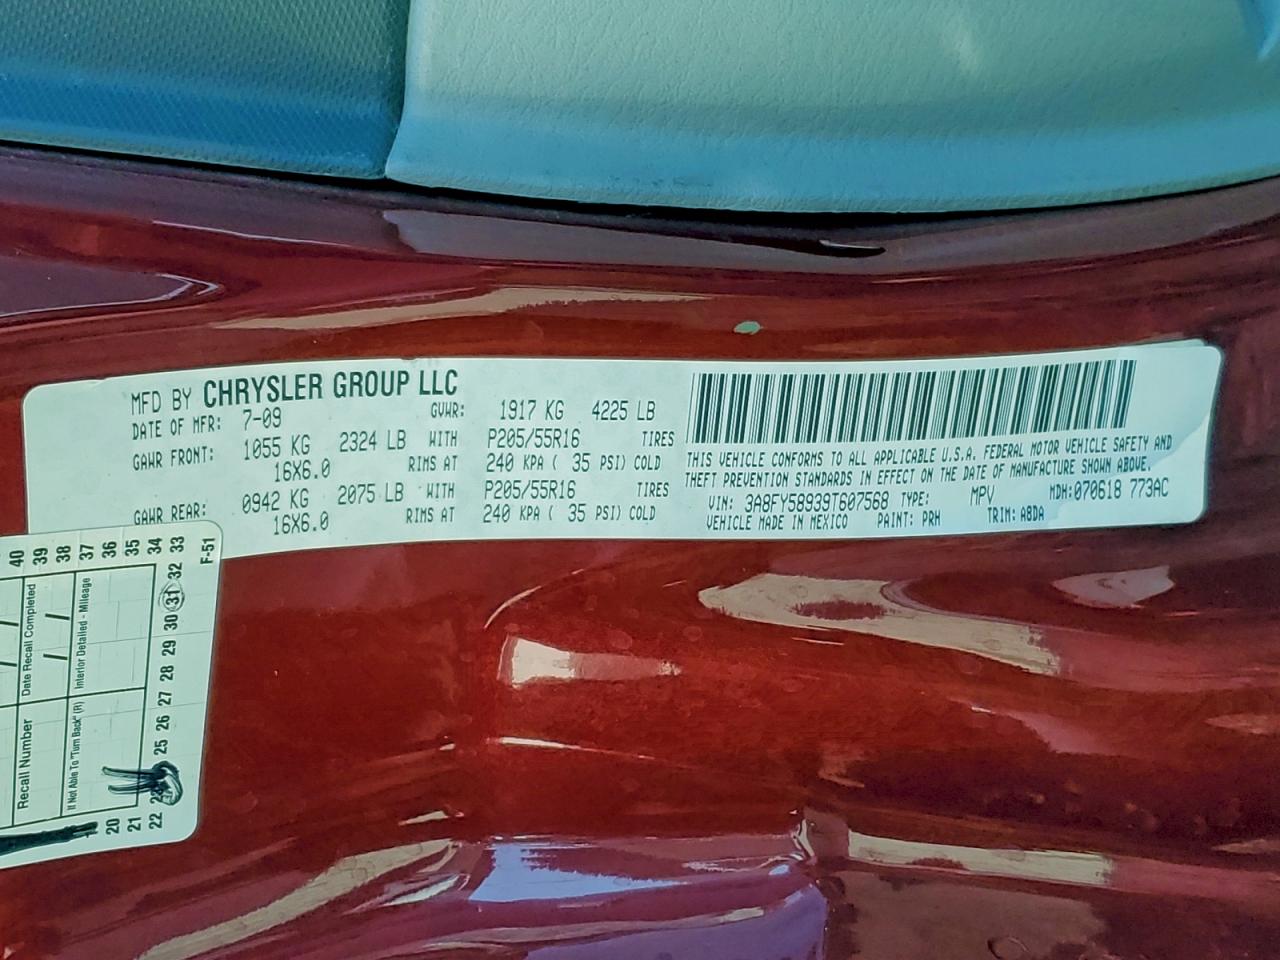 MFD BY CHRYSLER GROUP LLC
DATE OF MFR: 7-09 GVWR: 1917 KG 4225 LB
GAWR FRONT: 1055 KG 2324 LB WITH P205/55R16 TIRES
16X6.0 RIMS AT 240 KPA ( 35 PSI) COLD
GAWR REAR: 0942 KG 2075 LB WITH P205/55R16 TIRES
16X6.0 RIMS AT 240 KPA ( 35 PSI) COLD
THIS VEHICLE CONFORMS TO ALL APPLICABLE U.S.A. FEDERAL MOTOR VEHICLE SAFETY AND
THEFT PREVENTION STANDARDS IN EFFECT ON THE DATE OF MANUFACTURE SHOWN ABOVE.
VIN: 3A8FY58939T607568 TYPE: MPV MDH:070618 773AC
VEHICLE MADE IN MEXICO PAINT: PRH TRIM: A8DA
Recall Number Date Recall Completed
/ /
If Not Able To "Turn Back" (R) Interior Detailed - Mileage
40 39 38 37 36 35 34 33
F-51
32 31 30 29 28 27 26 25
22 21 20